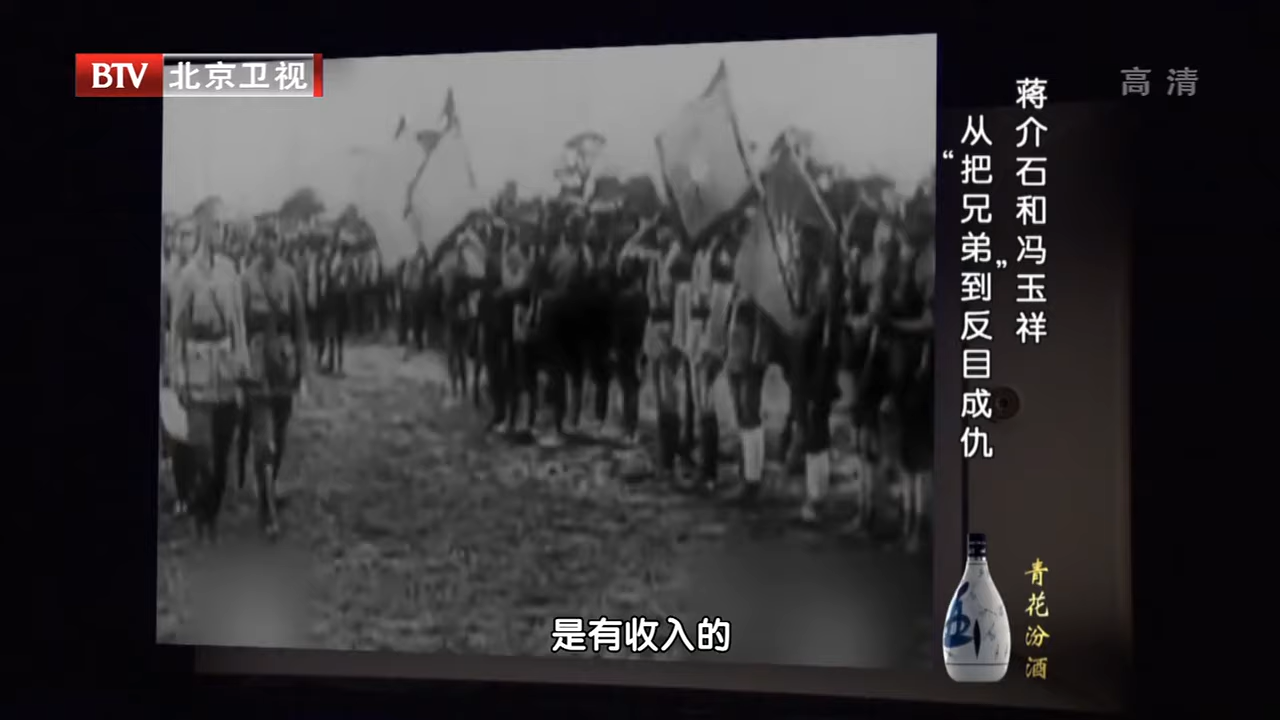 BTV 北京卫视
高清
蒋介石和冯玉祥
从“把兄弟”到反目成仇
青花汾酒
是有收入的